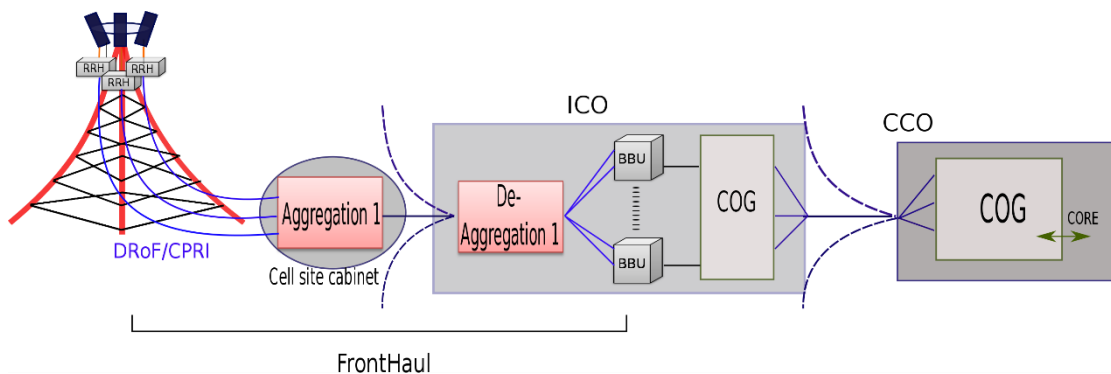 RRH
RRH
RRH
DRoF/CPRI
Aggregation 1
Cell site cabinet
ICO
De-
Aggregation 1
BBU
BBU
COG
CCO
COG
CORE
FrontHaul